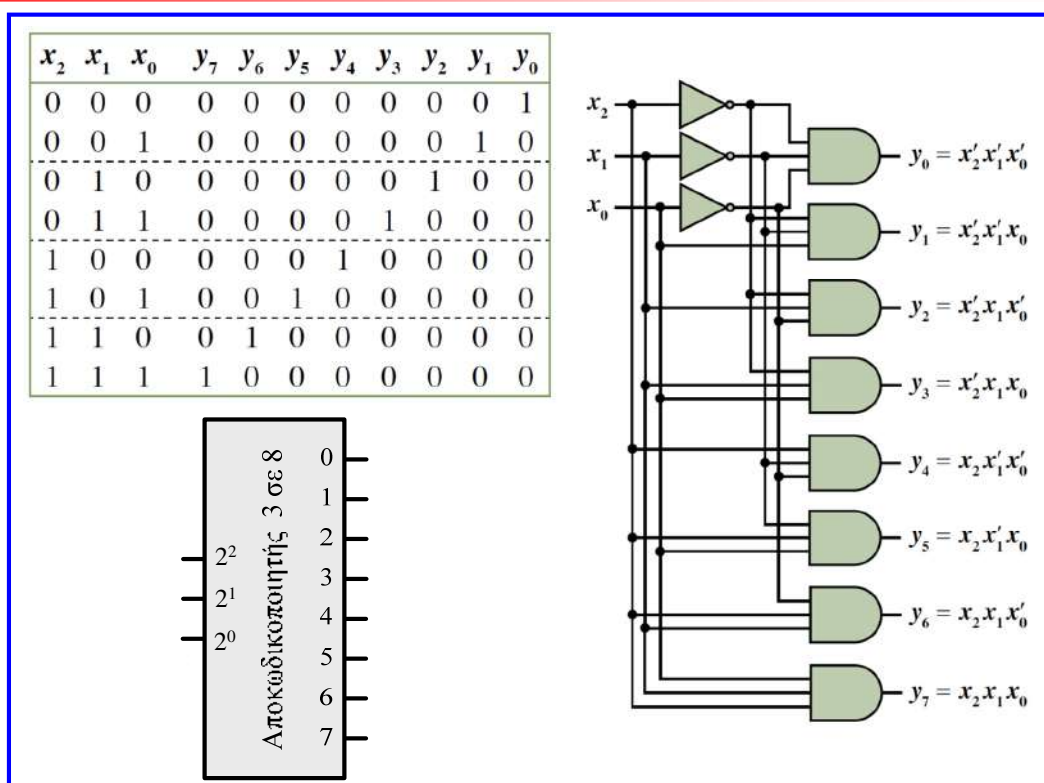 x₂ x₁ x₀ y₇ y₆ y₅ y₄ y₃ y₂ y₁ y₀
0 0 0 0 0 0 0 0 0 0 1
0 0 1 0 0 0 0 0 0 1 0
0 1 0 0 0 0 0 0 1 0 0
0 1 1 0 0 0 0 1 0 0 0
1 0 0 0 0 0 1 0 0 0 0
1 0 1 0 0 1 0 0 0 0 0
1 1 0 0 1 0 0 0 0 0 0
1 1 1 1 0 0 0 0 0 0 0
Αποκωδικοποιητής 3 σε 8
2²
2¹
2⁰
0
1
2
3
4
5
6
7
x₂
x₁
x₀
y₀ = x₂′x₁′x₀′
y₁ = x₂′x₁′x₀
y₂ = x₂′x₁x₀′
y₃ = x₂′x₁x₀
y₄ = x₂x₁′x₀′
y₅ = x₂x₁′x₀
y₆ = x₂x₁x₀′
y₇ = x₂x₁x₀